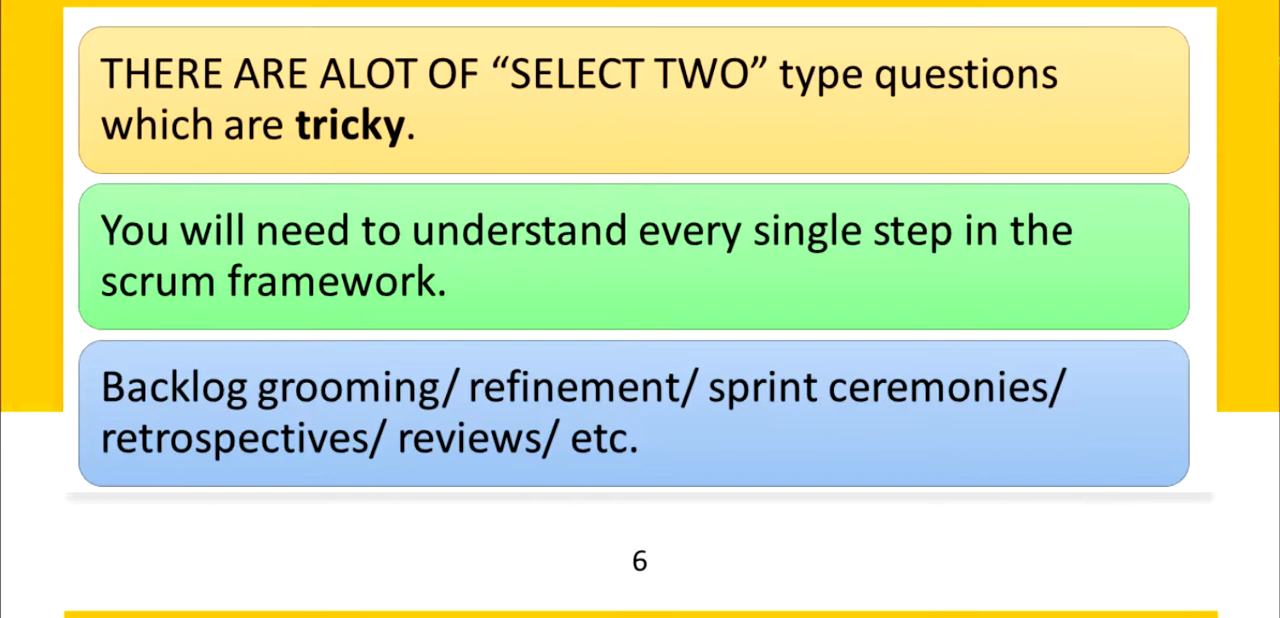 THERE ARE ALOT OF “SELECT TWO” type questions
which are tricky.
You will need to understand every single step in the
scrum framework.
Backlog grooming/ refinement/ sprint ceremonies/
retrospectives/ reviews/ etc.
6